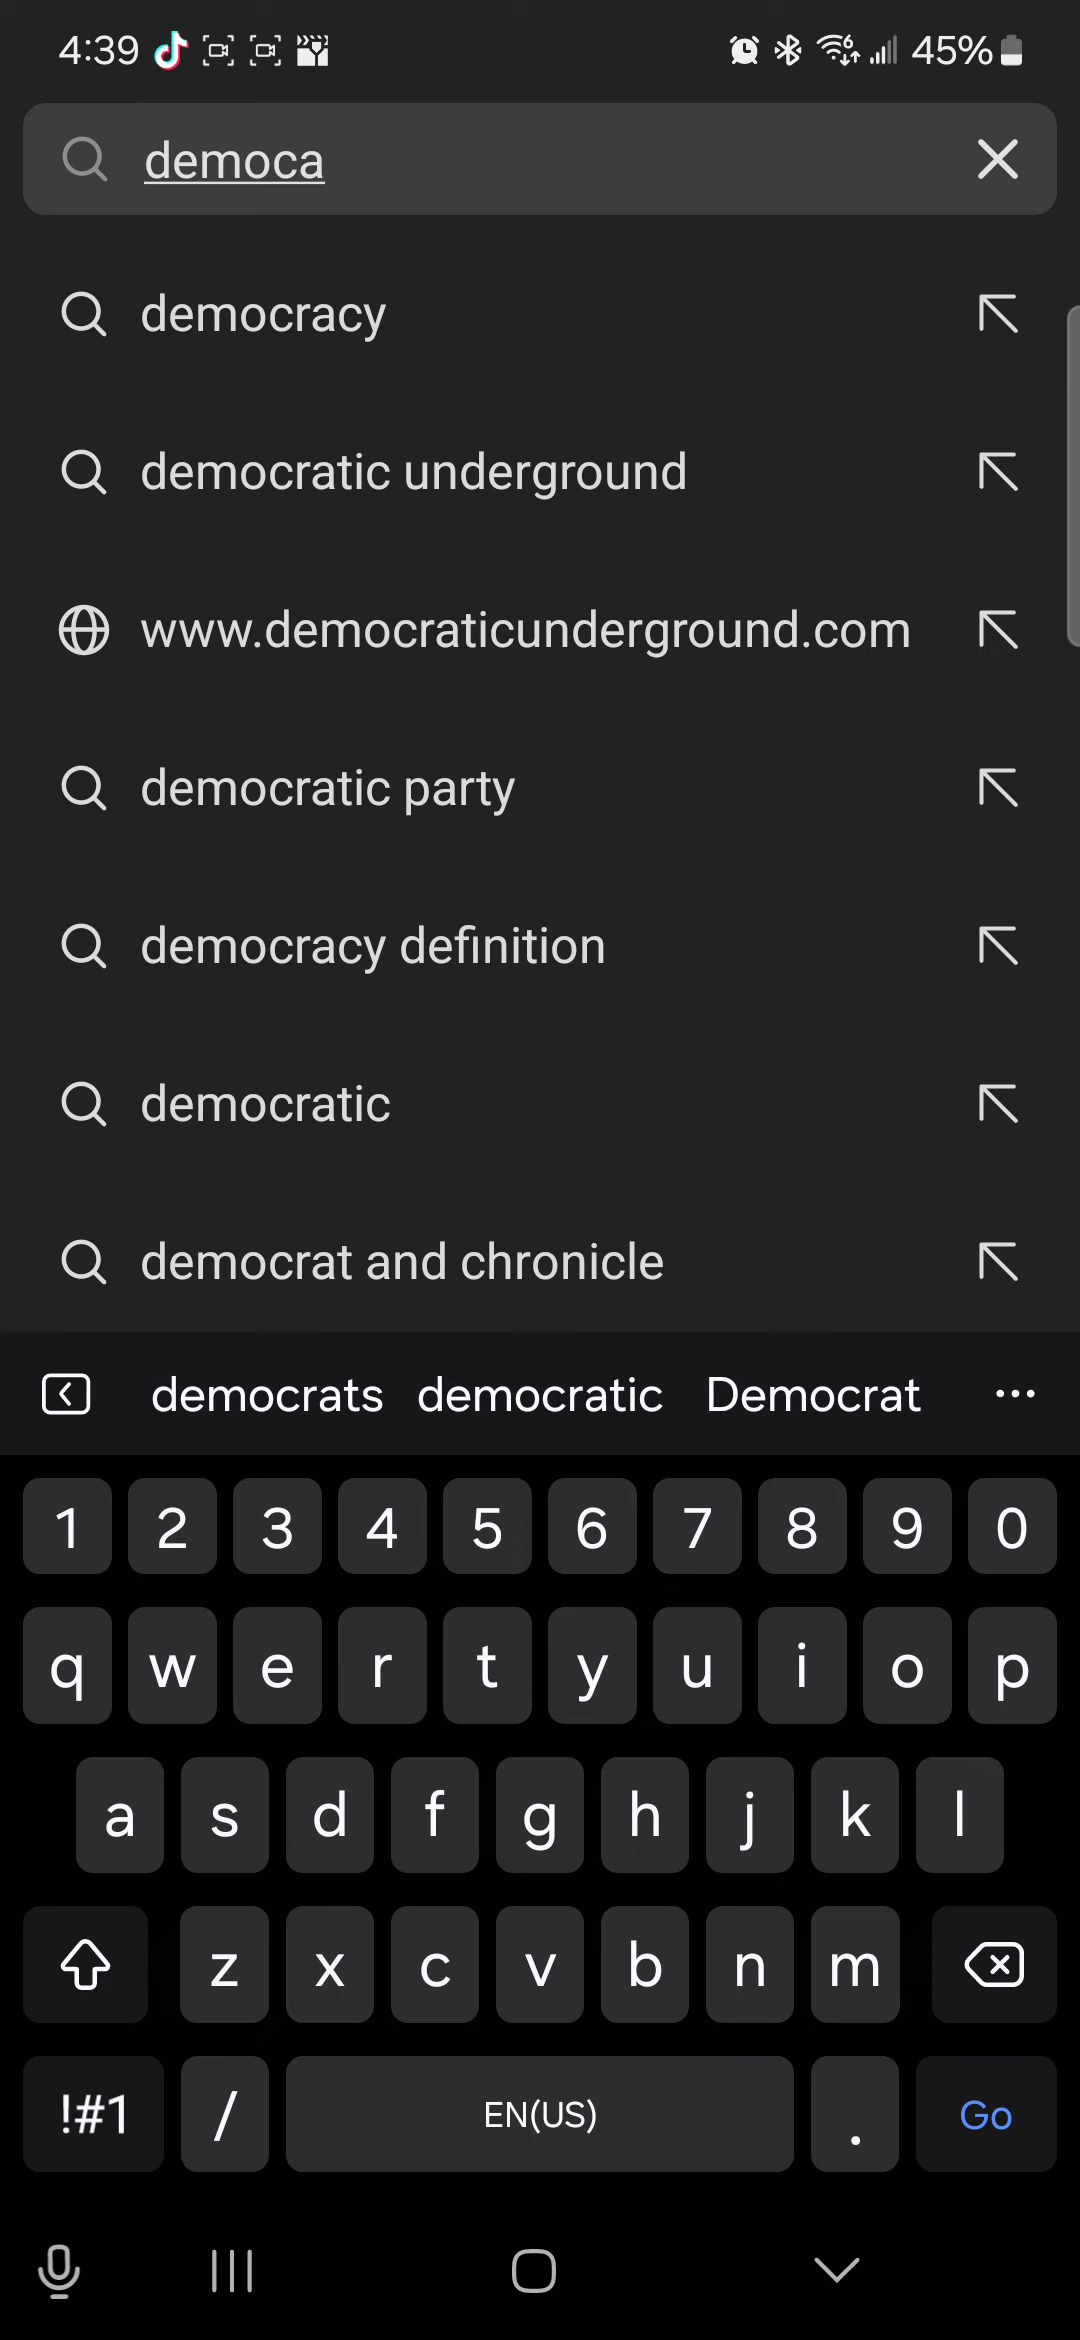 4:39 6 45%
democa
democracy
democratic underground
www.democraticunderground.com
democratic party
democracy definition
democratic
democrat and chronicle
democrats democratic Democrat ...
1 2 3 4 5 6 7 8 9 0
q w e r t y u i o p
a s d f g h j k l
z x c v b n m
!#1 / EN(US) . Go